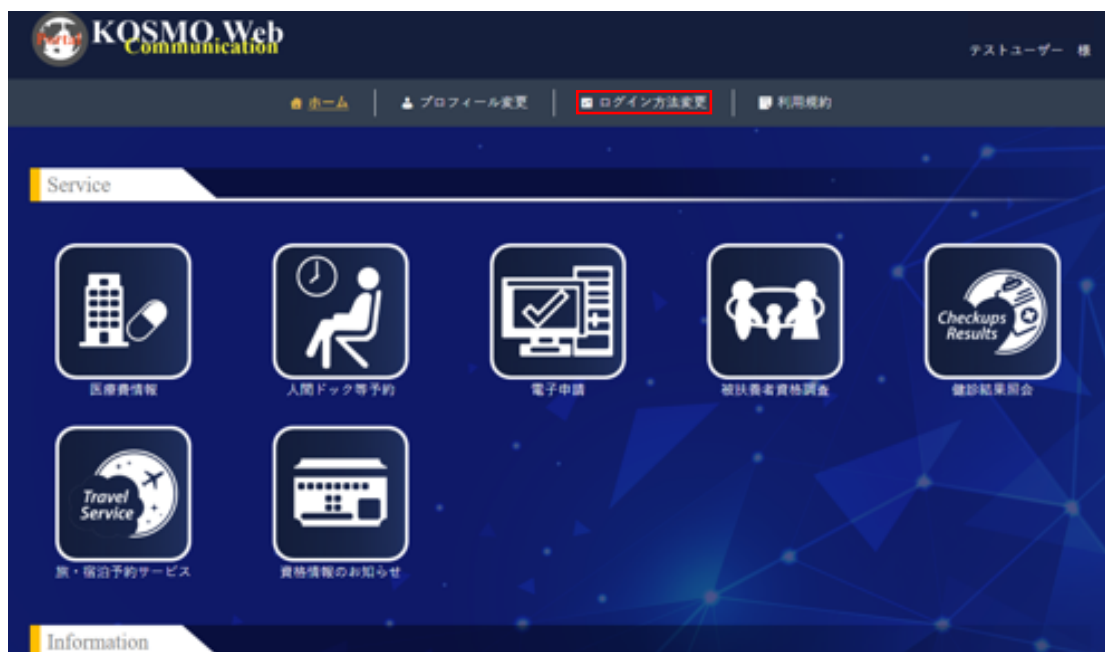 Portal
KOSMO Web
Communication
テストユーザー 様
ホーム
プロフィール変更
ログイン方法変更
利用規約
Service
Checkups
Results
医療費情報
人間ドック等予約
電子申請
被扶養者資格調査
健診結果照会
Travel
Service
旅・宿泊予約サービス
資格情報のお知らせ
Information